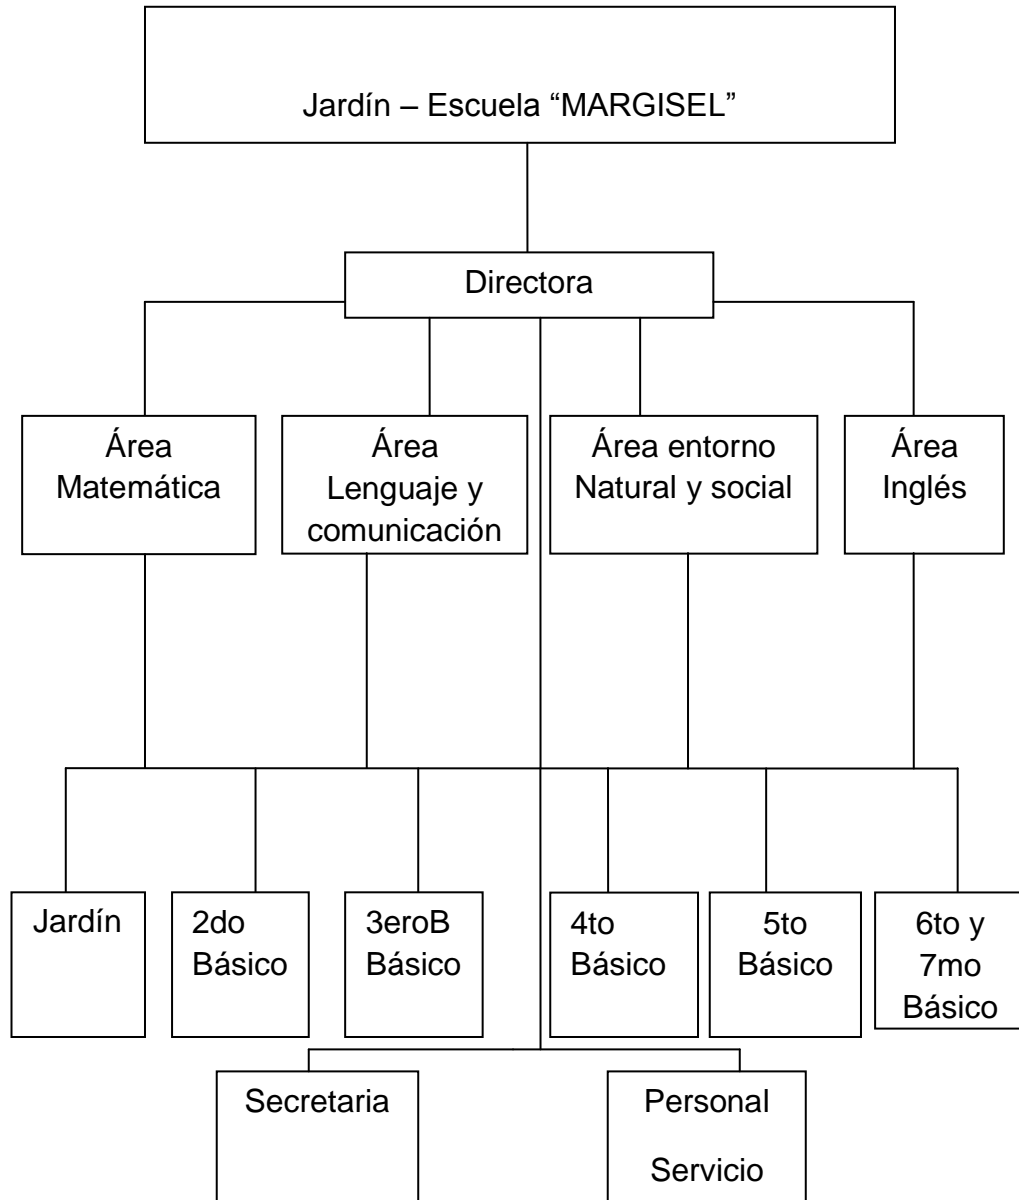 Jardín – Escuela “MARGISEL”
Directora
Área
Matemática
Área
Lenguaje y
comunicación
Área entorno
Natural y social
Área
Inglés
Jardín
2do
Básico
3eroB
Básico
4to
Básico
5to
Básico
6to y
7mo
Básico
Secretaria
Personal
Servicio